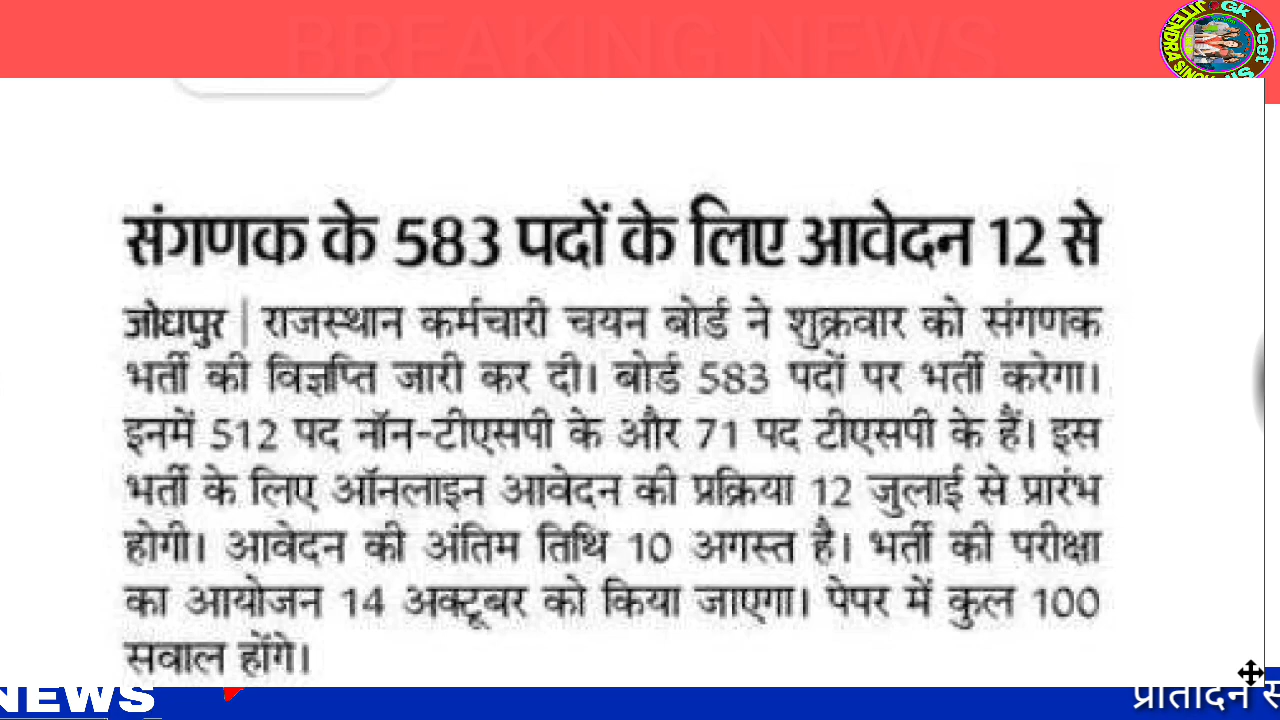 BREAKING NEWS
संगणक के 583 पदों के लिए आवेदन 12 से
जोधपुर | राजस्थान कर्मचारी चयन बोर्ड ने शुक्रवार को संगणक
भर्ती की विज्ञप्ति जारी कर दी। बोर्ड 583 पदों पर भर्ती करेगा।
इनमें 512 पद नॉन-टीएसपी के और 71 पद टीएसपी के हैं। इस
भर्ती के लिए ऑनलाइन आवेदन की प्रक्रिया 12 जुलाई से प्रारंभ
होगी। आवेदन की अंतिम तिथि 10 अगस्त है। भर्ती की परीक्षा
का आयोजन 14 अक्टूबर को किया जाएगा। पेपर में कुल 100
सवाल होंगे।
NEWS